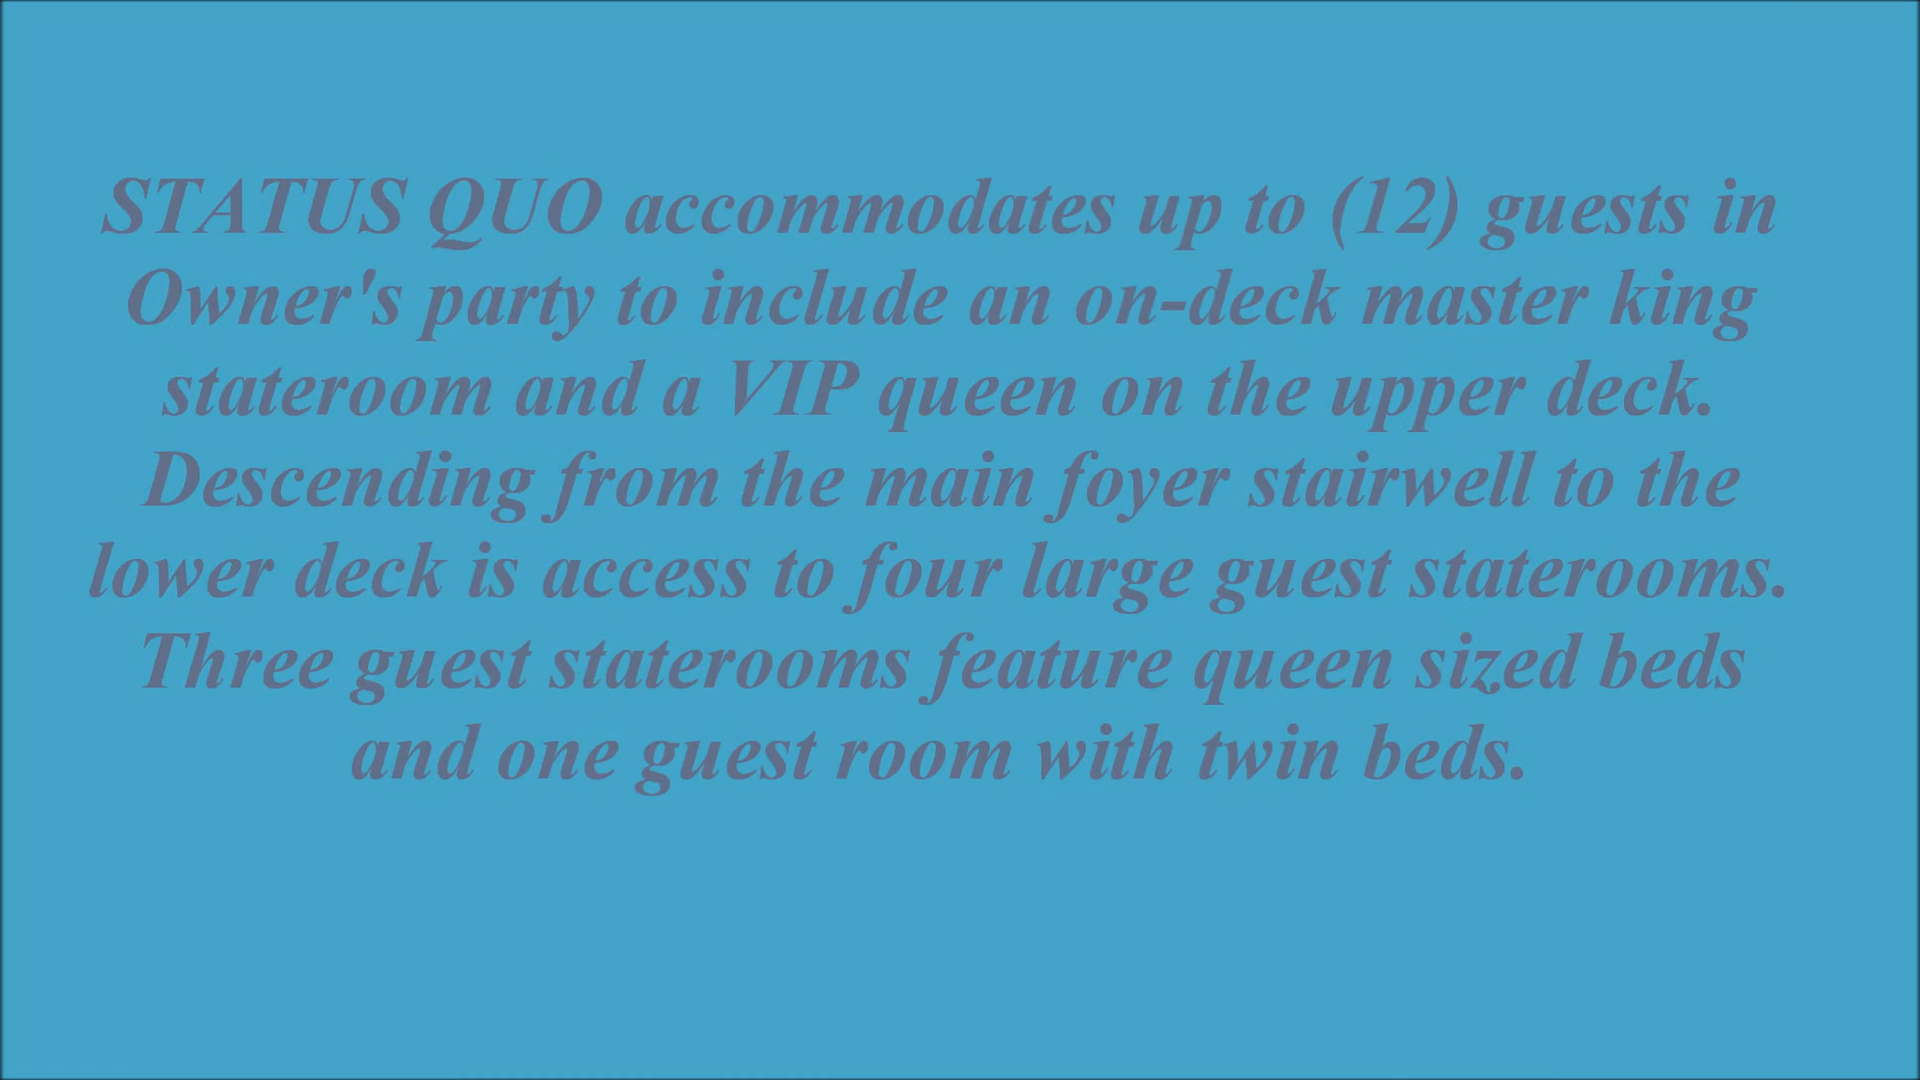 STATUS QUO accommodates up to (12) guests in
Owner's party to include an on-deck master king
stateroom and a VIP queen on the upper deck.
Descending from the main foyer stairwell to the
lower deck is access to four large guest staterooms.
Three guest staterooms feature queen sized beds
and one guest room with twin beds.